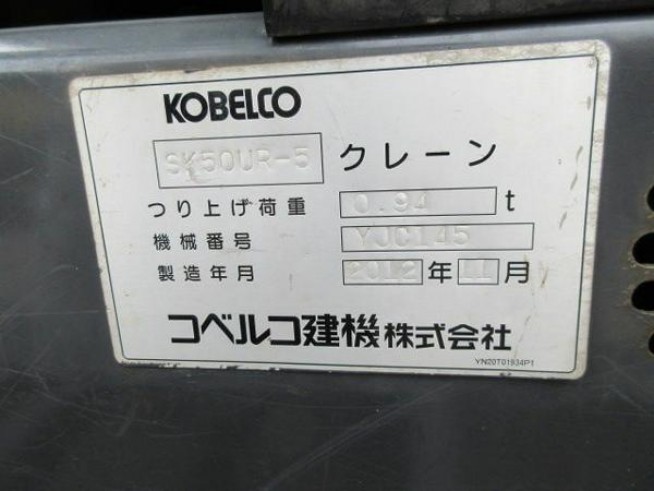 KOBELCO
SK50UR-5 クレーン
つり上げ荷重 0.94 t
機械番号 YJC145
製造年月 2012 年 11 月
コベルコ建機株式会社
YN20T01934P1